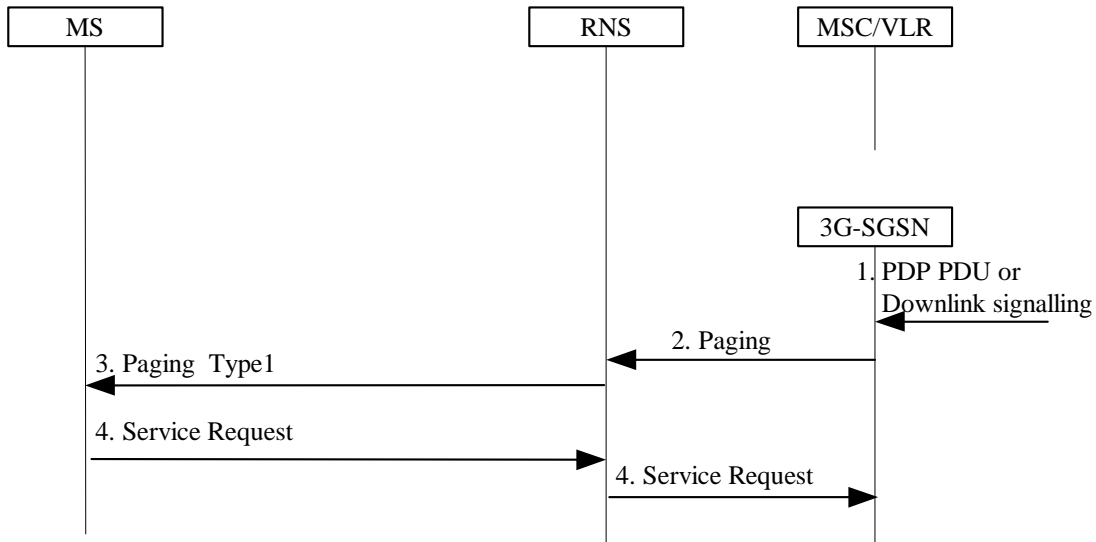 MS
RNS
MSC/VLR
3G-SGSN
1. PDP PDU or
Downlink signalling
2. Paging
3. Paging Type1
4. Service Request
4. Service Request